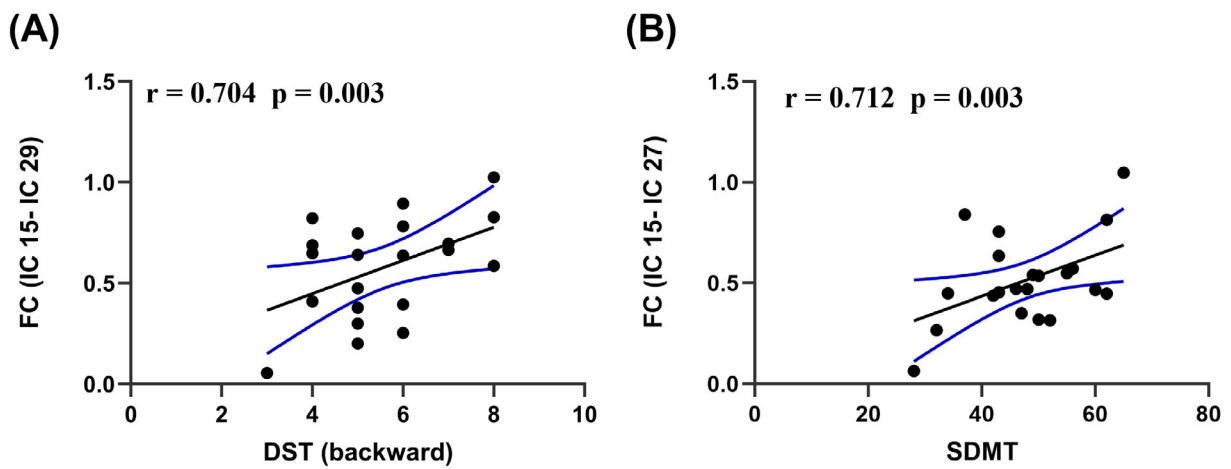 (A)
r = 0.704 p = 0.003
FC (IC 15- IC 29)
1.5
1.0
0.5
0.0
0 2 4 6 8 10
DST (backward)
(B)
r = 0.712 p = 0.003
FC (IC 15- IC 27)
1.5
1.0
0.5
0.0
0 20 40 60 80
SDMT